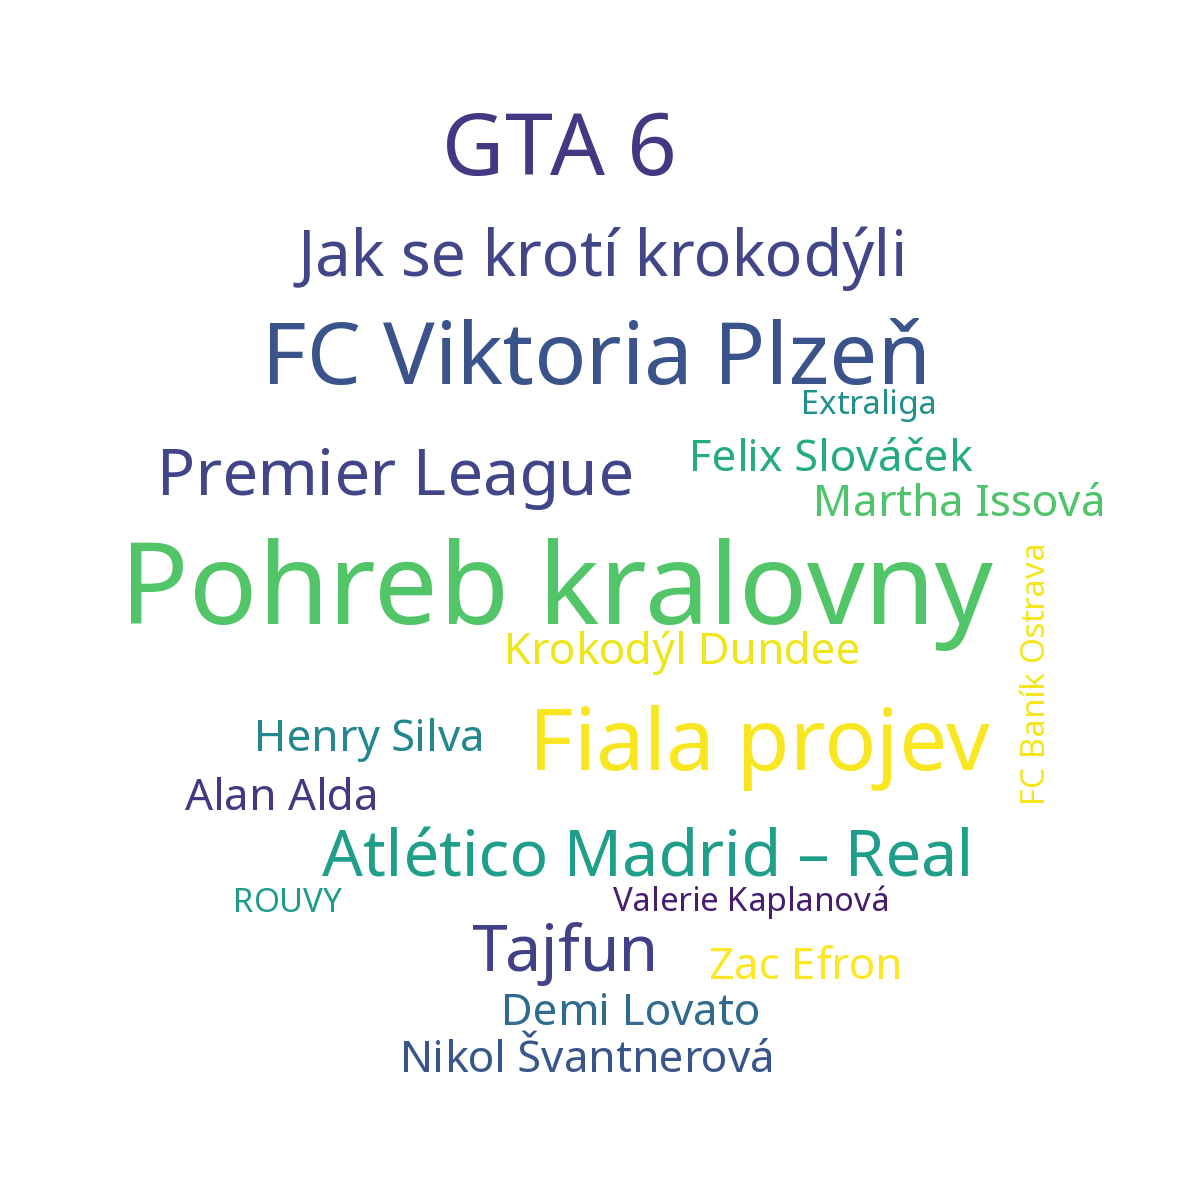 GTA 6
Jak se krotí krokodýli
FC Viktoria Plzeň
Extraliga
Felix Slováček
Premier League
Martha Issová
Pohreb kralovny
FC Baník Ostrava
Krokodýl Dundee
Henry Silva
Fiala projev
Alan Alda
Atlético Madrid – Real
ROUVY
Valerie Kaplanová
Tajfun
Zac Efron
Demi Lovato
Nikol Švantnerová